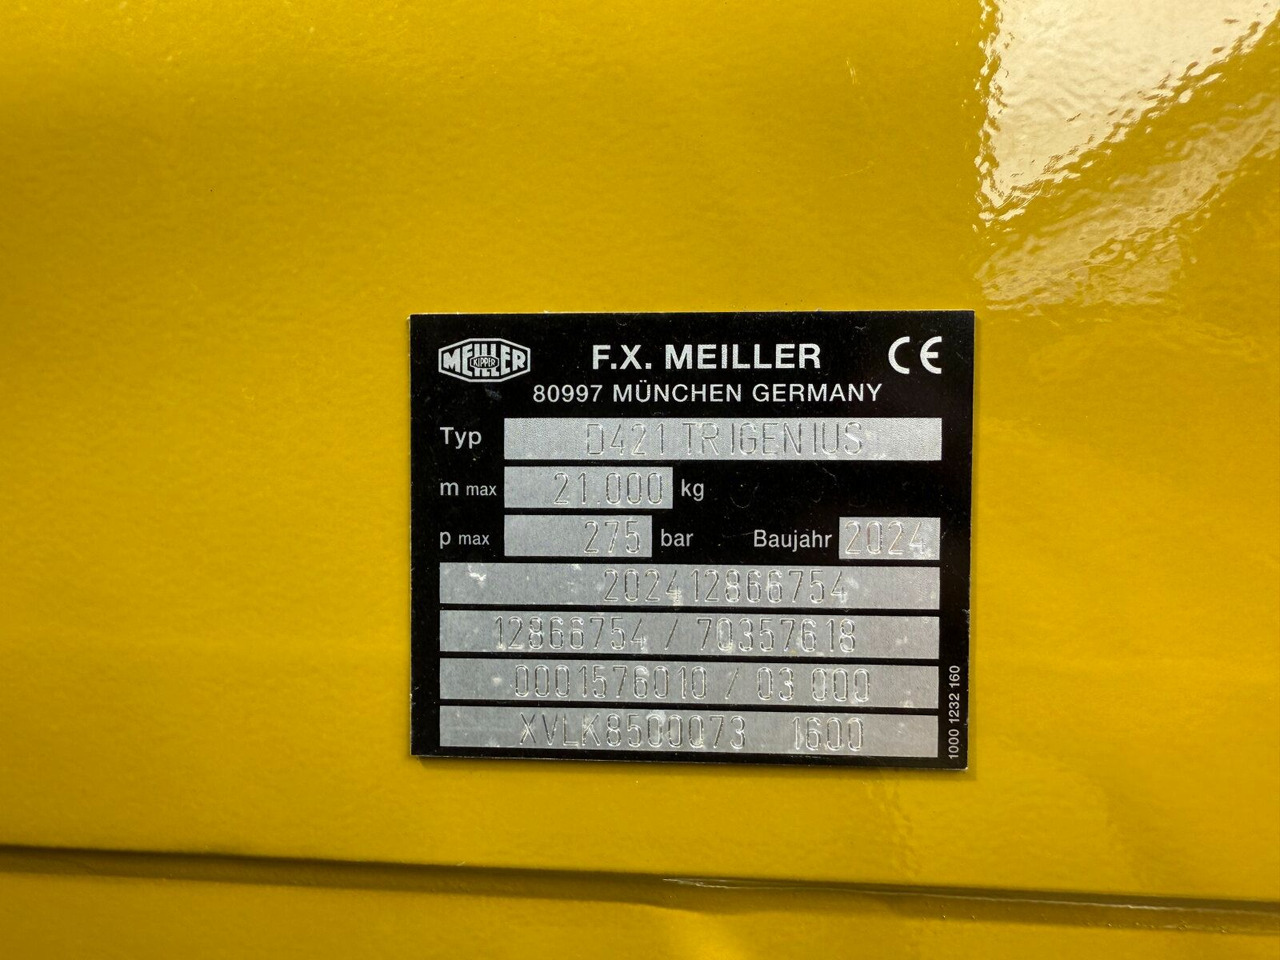 MEILLER KIPPER
F.X. MEILLER CE
80997 MÜNCHEN GERMANY
Typ D421 TRIGENIUS
m max 21.000 kg
p max 275 bar Baujahr 2024
202412866754
12866754 / 70357618
0001576010 / 03 000
XVLK8500073 1600
1000 1232 160